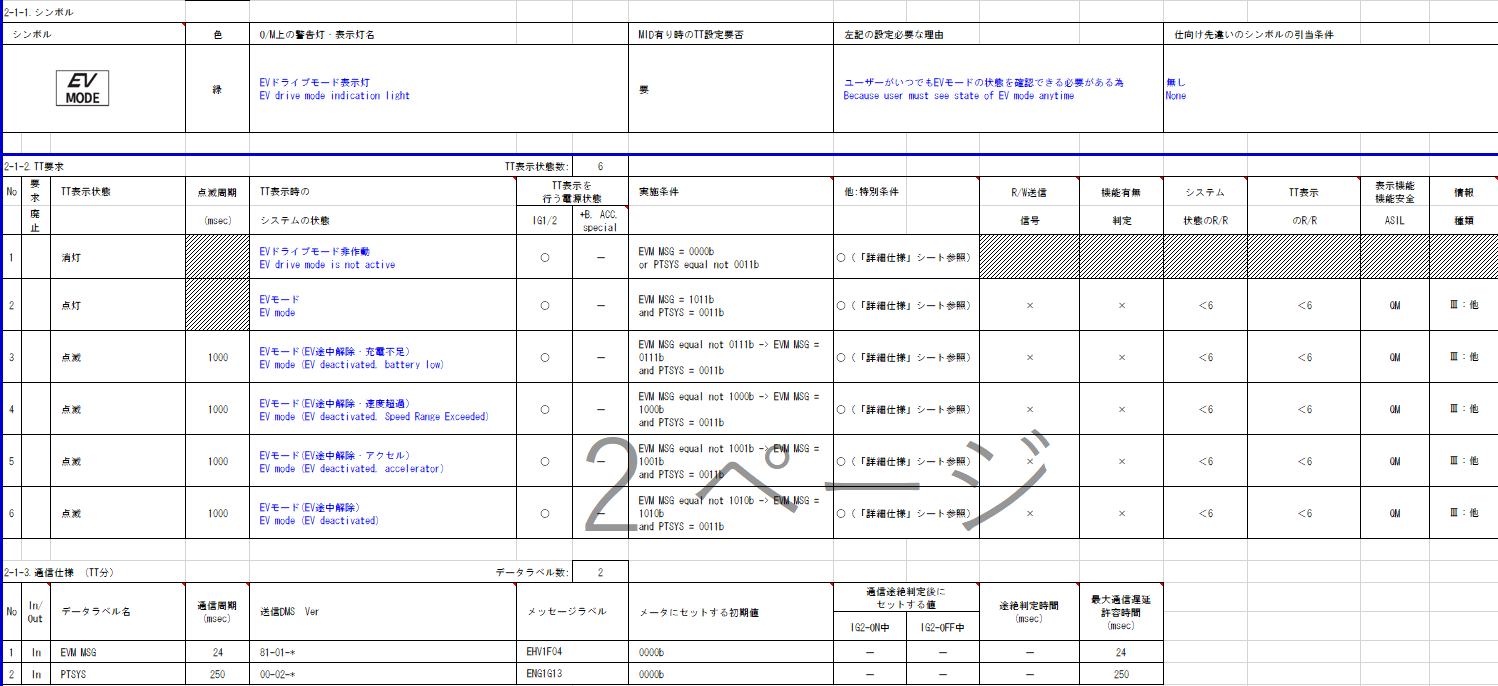 2-1-1.シンボル
シンボル 色 O/M上の警告灯・表示灯名 MID有り時のTT設定要否 左記の設定必要な理由 仕向け先違いのシンボルの引当条件
EV
MODE
緑
EVドライブモード表示灯
EV drive mode indication light
要
ユーザーがいつでもEVモードの状態を確認できる必要がある為
Because user must see state of EV mode anytime
無し
None
2-1-2.TT要求 TT表示状態数: 6
No 要求 TT表示状態 点滅周期 TT表示時の TT表示を行う電源状態 実施条件 他:特別条件 R/W送信 機能有無 システム TT表示 表示機能機能安全 情報
廃止 (msec) システムの状態 IG1/2 +B, ACC, special 信号 判定 状態のR/R のR/R ASIL 種類
1 消灯
EVドライブモード非作動
EV drive mode is not active
○ −
EVM MSG = 0000b
or PTSYS equal not 0011b
○（「詳細仕様」シート参照）
2 点灯
EVモード
EV mode
○ −
EVM MSG = 1011b
and PTSYS = 0011b
○（「詳細仕様」シート参照） × × <6 <6 QM Ⅲ：他
3 点滅 1000
EVモード(EV途中解除・充電不足)
EV mode (EV deactivated, battery low)
○ −
EVM MSG equal not 0111b -> EVM MSG =
0111b
and PTSYS = 0011b
○（「詳細仕様」シート参照） × × <6 <6 QM Ⅲ：他
4 点滅 1000
EVモード(EV途中解除・速度超過)
EV mode (EV deactivated, Speed Range Exceeded)
○ −
EVM MSG equal not 1000b -> EVM MSG =
1000b
and PTSYS = 0011b
○（「詳細仕様」シート参照） × × <6 <6 QM Ⅲ：他
5 点滅 1000
EVモード(EV途中解除・アクセル)
EV mode (EV deactivated, accelerator)
○ −
EVM MSG equal not 1001b -> EVM MSG =
1001b
and PTSYS = 0011b
○（「詳細仕様」シート参照） × × <6 <6 QM Ⅲ：他
6 点滅 1000
EVモード(EV途中解除)
EV mode (EV deactivated)
○ −
EVM MSG equal not 1010b -> EVM MSG =
1010b
and PTSYS = 0011b
○（「詳細仕様」シート参照） × × <6 <6 QM Ⅲ：他
2 ページ
2-1-3.通信仕様 (TT分) データラベル数: 2
No In/Out データラベル名 通信周期(msec) 送信DMS Ver メッセージラベル メータにセットする初期値 通信途絶判定後にセットする値 途絶判定時間(msec) 最大通信遅延許容時間(msec)
IG2-ON中 IG2-OFF中
1 In EVM MSG 24 81-01-* EHV1F04 0000b − − − 24
2 In PTSYS 250 00-02-* ENG1G13 0000b − − − 250